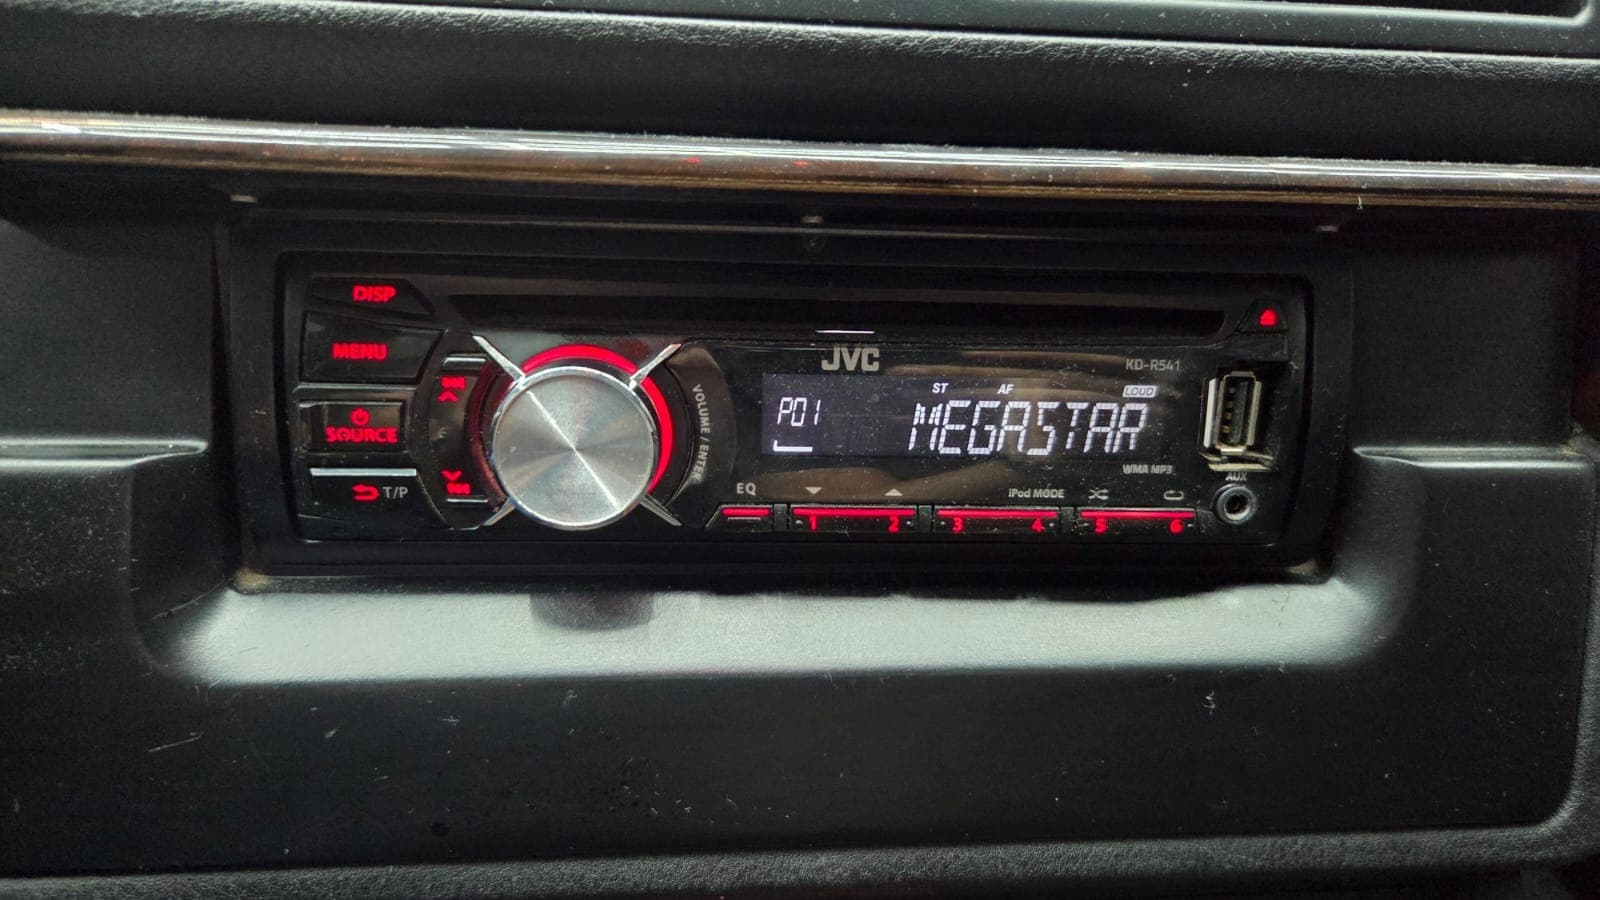 DISP
MENU
SOURCE
T/P
VOLUME / ENTER
JVC
KD-R541
ST AF LOUD
P01 MEGASTAR
WMA MP3
AUX
EQ
iPod MODE
1 2 3 4 5 6